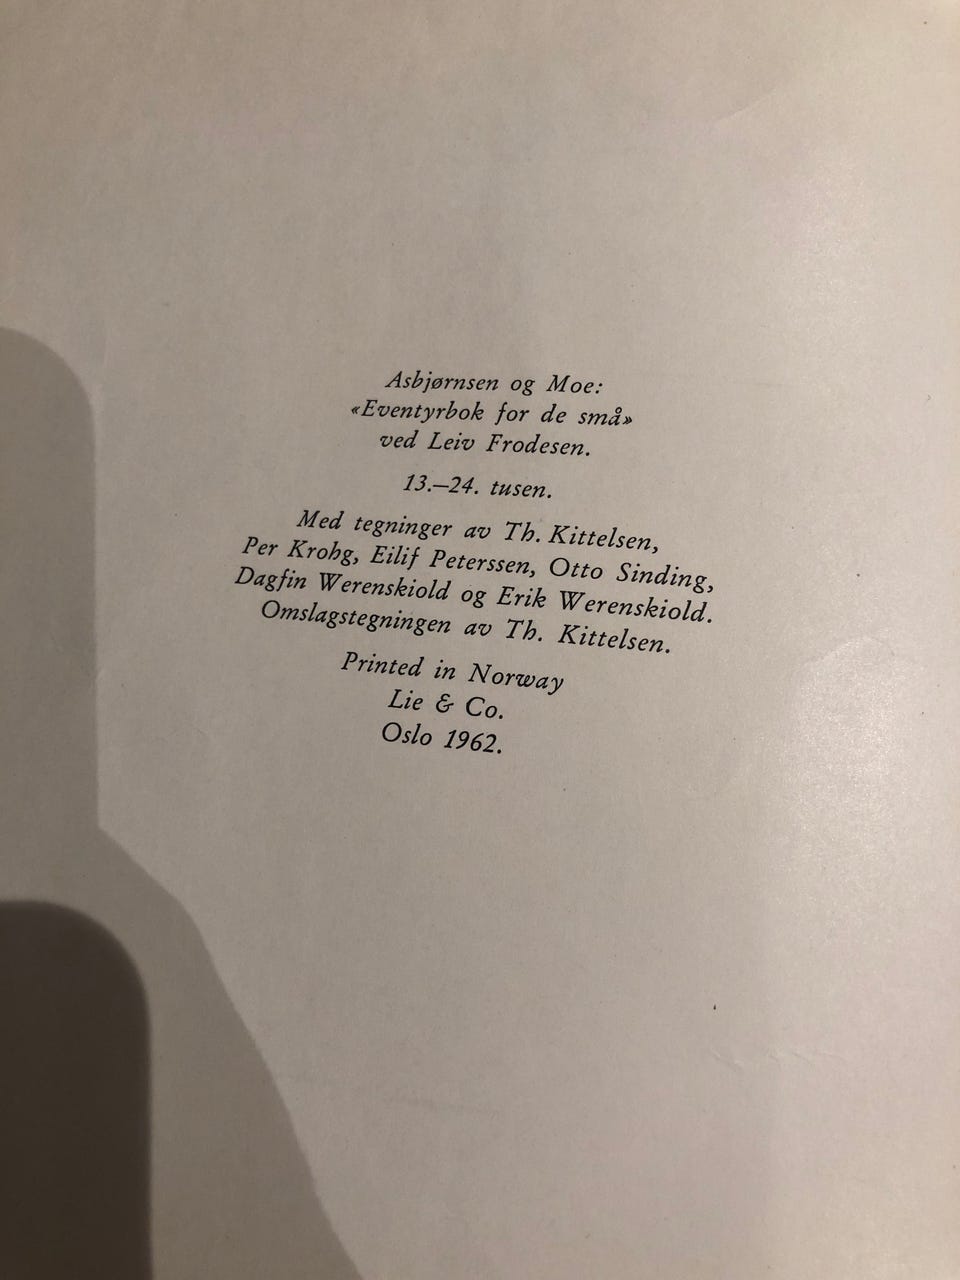 Asbjørnsen og Moe:
«Eventyrbok for de små»
ved Leiv Frodesen.
13.—24. tusen.
Med tegninger av Th. Kittelsen,
Per Krohg, Eilif Peterssen, Otto Sinding,
Dagfin Werenskiold og Erik Werenskiold.
Omslagstegningen av Th. Kittelsen.
Printed in Norway
Lie & Co.
Oslo 1962.